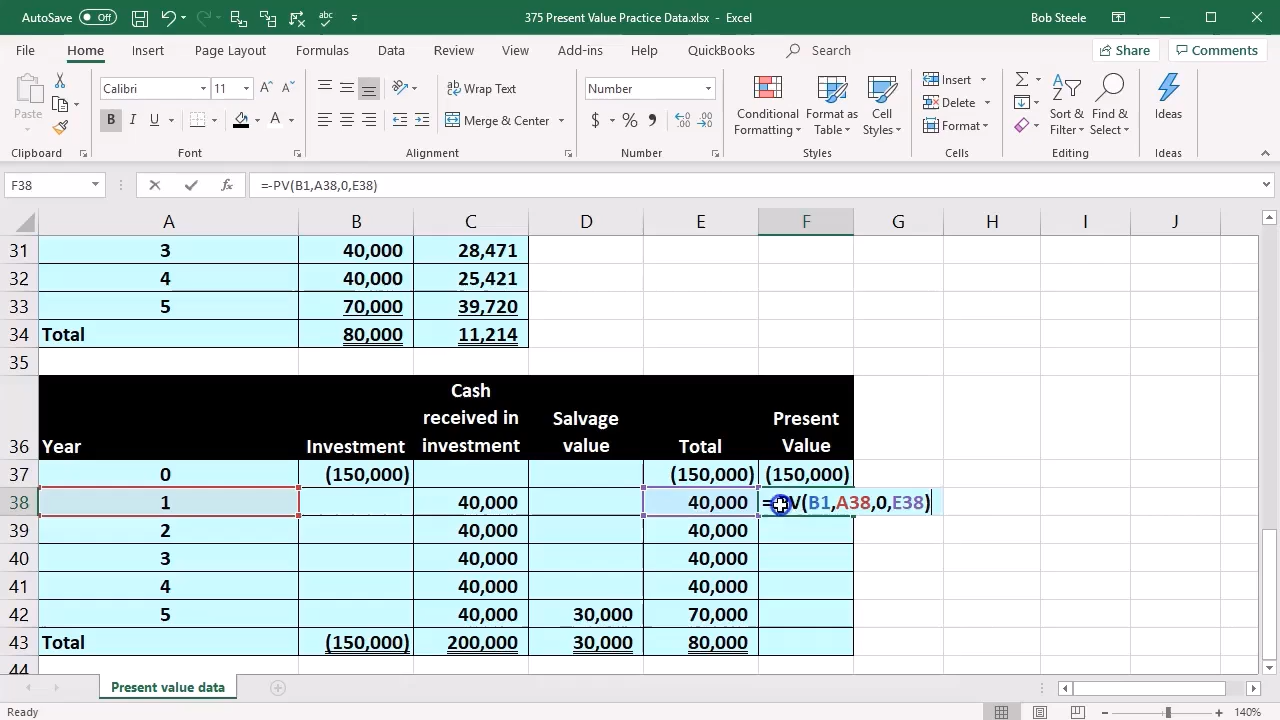 AutoSave Off 375 Present Value Practice Data.xlsx - Excel Bob Steele
File Home Insert Page Layout Formulas Data Review View Add-ins Help QuickBooks Search Share Comments
Paste Calibri 11 Wrap Text Number Conditional Formatting Format as Table Cell Styles Insert Sort & Filter Find & Select Ideas
B I U A Merge & Center $ % , Delete
Format
Clipboard Font Alignment Number Styles Cells Editing Ideas
F38 fx =-PV(B1,A38,0,E38)
A B C D E F G H I J
31 3 40,000 28,471
32 4 40,000 25,421
33 5 70,000 39,720
34 Total 80,000 11,214
35
36 Year Investment Cash received in investment Salvage value Total Present Value
37 0 (150,000) (150,000) (150,000)
38 1 40,000 40,000 =-PV(B1,A38,0,E38)
39 2 40,000 40,000
40 3 40,000 40,000
41 4 40,000 40,000
42 5 40,000 30,000 70,000
43 Total (150,000) 200,000 30,000 80,000
44
Present value data
Ready 140%